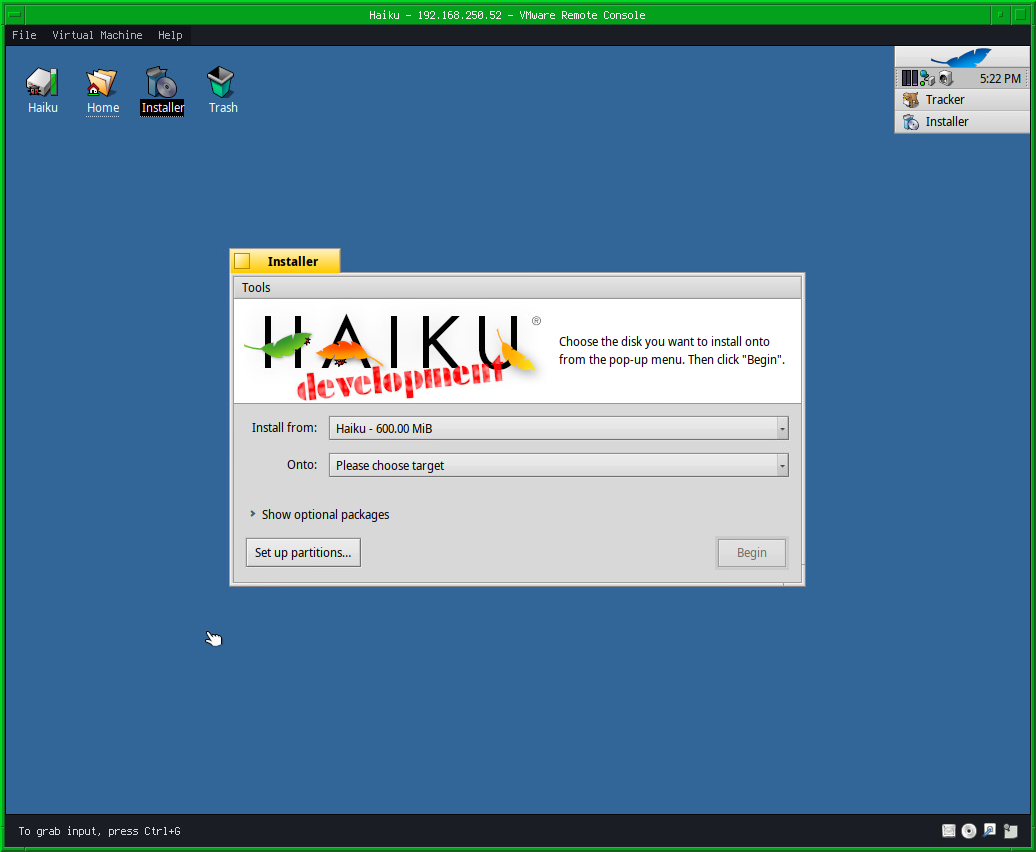 Haiku - 192.168.250.52 - VMware Remote Console
File Virtual Machine Help
Haiku Home Installer Trash
5:22 PM
Tracker
Installer
Installer
Tools
HAIKU ®
development
Choose the disk you want to install onto
from the pop-up menu. Then click "Begin".
Install from: Haiku - 600.00 MiB
Onto: Please choose target
Show optional packages
Set up partitions... Begin
To grab input, press Ctrl+G